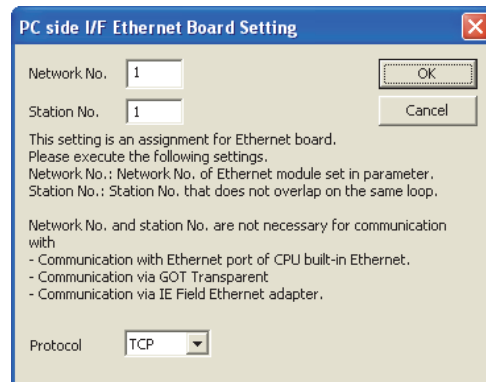 PC side I/F Ethernet Board Setting
Network No. 1
OK
Station No. 1
Cancel
This setting is an assignment for Ethernet board.
Please execute the following settings.
Network No.: Network No. of Ethernet module set in parameter.
Station No.: Station No. that does not overlap on the same loop.
Network No. and station No. are not necessary for communication
with
- Communication with Ethernet port of CPU built-in Ethernet.
- Communication via GOT Transparent
- Communication via IE Field Ethernet adapter.
Protocol TCP